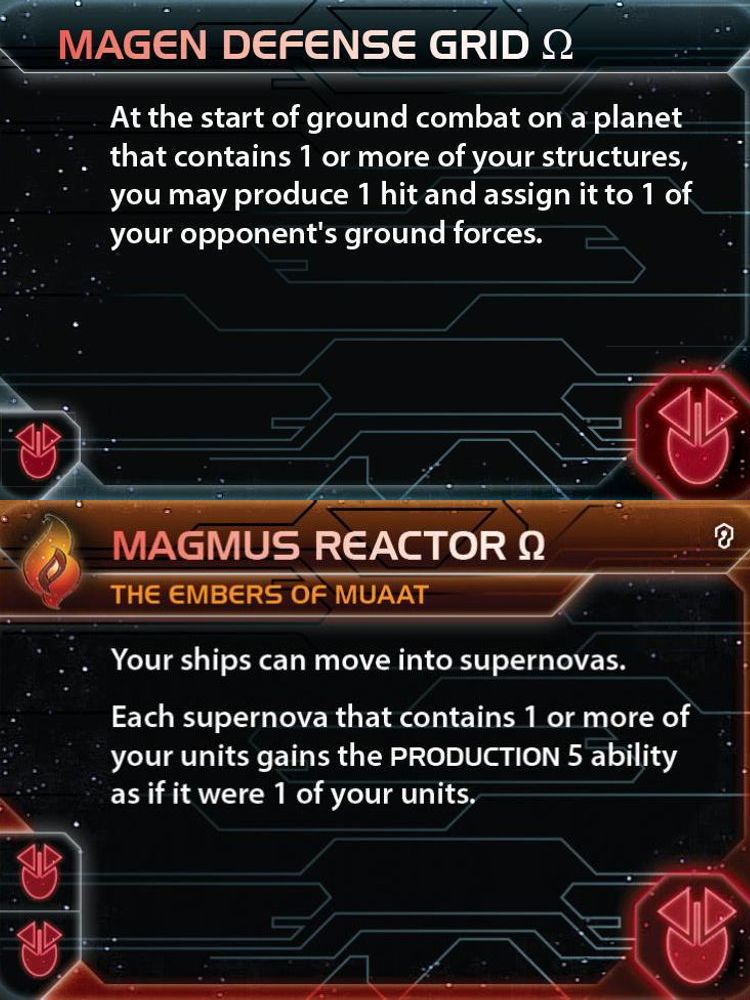 MAGEN DEFENSE GRID Ω
At the start of ground combat on a planet
that contains 1 or more of your structures,
you may produce 1 hit and assign it to 1 of
your opponent's ground forces.
MAGMUS REACTOR Ω
THE EMBERS OF MUAAT
Your ships can move into supernovas.
Each supernova that contains 1 or more of
your units gains the PRODUCTION 5 ability
as if it were 1 of your units.